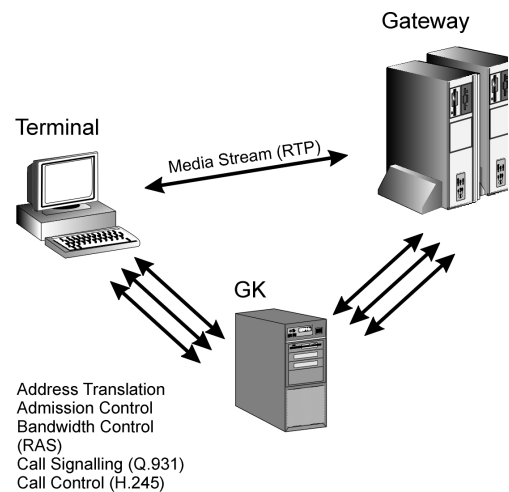 Gateway
Terminal
Media Stream (RTP)
GK
Address Translation
Admission Control
Bandwidth Control
(RAS)
Call Signalling (Q.931)
Call Control (H.245)